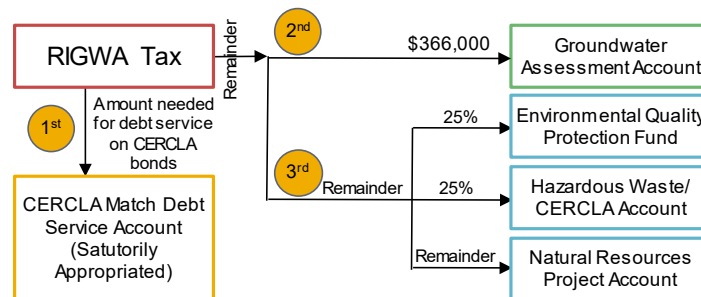 RIGWA Tax
Remainder
2nd
$366,000
Groundwater
Assessment Account
1st
Amount needed
for debt service
on CERCLA
bonds
CERCLA Match Debt
Service Account
(Satutorily
Appropriated)
3rd
Remainder
25%
Environmental Quality
Protection Fund
25%
Hazardous Waste/
CERCLA Account
Remainder
Natural Resources
Project Account